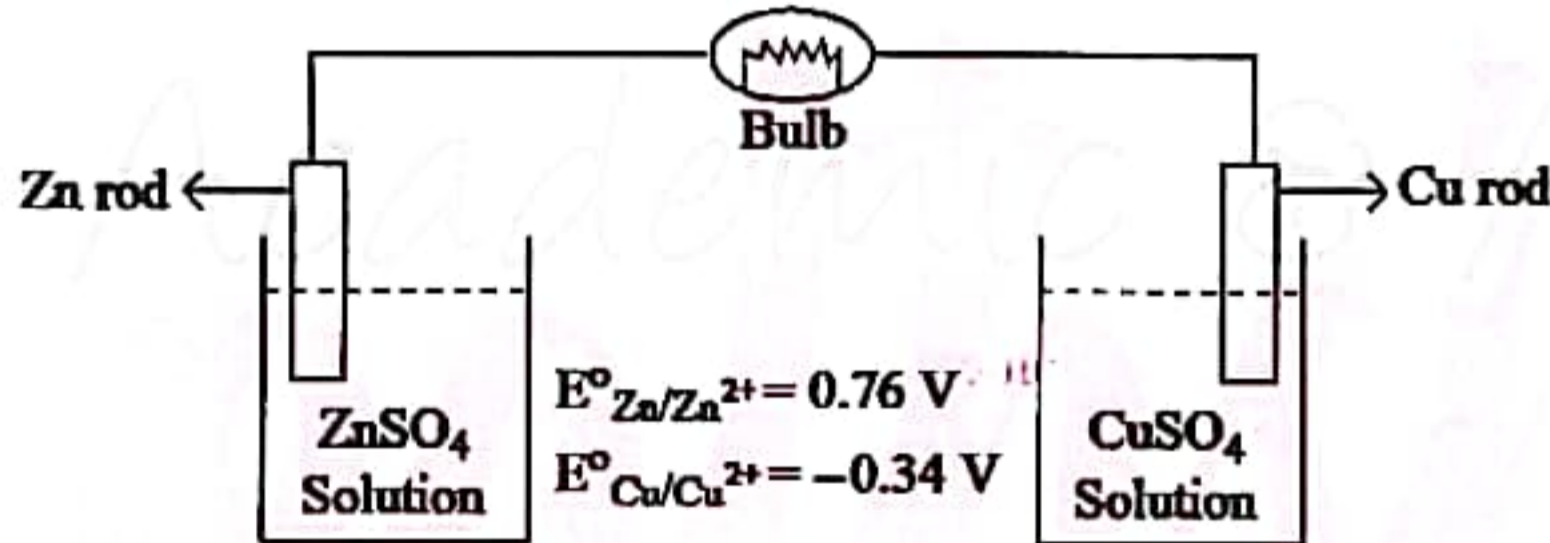 Bulb
Zn rod
Cu rod
E°Zn/Zn²⁺ = 0.76 V
ZnSO₄
CuSO₄
E°Cu/Cu²⁺ = −0.34 V
Solution
Solution